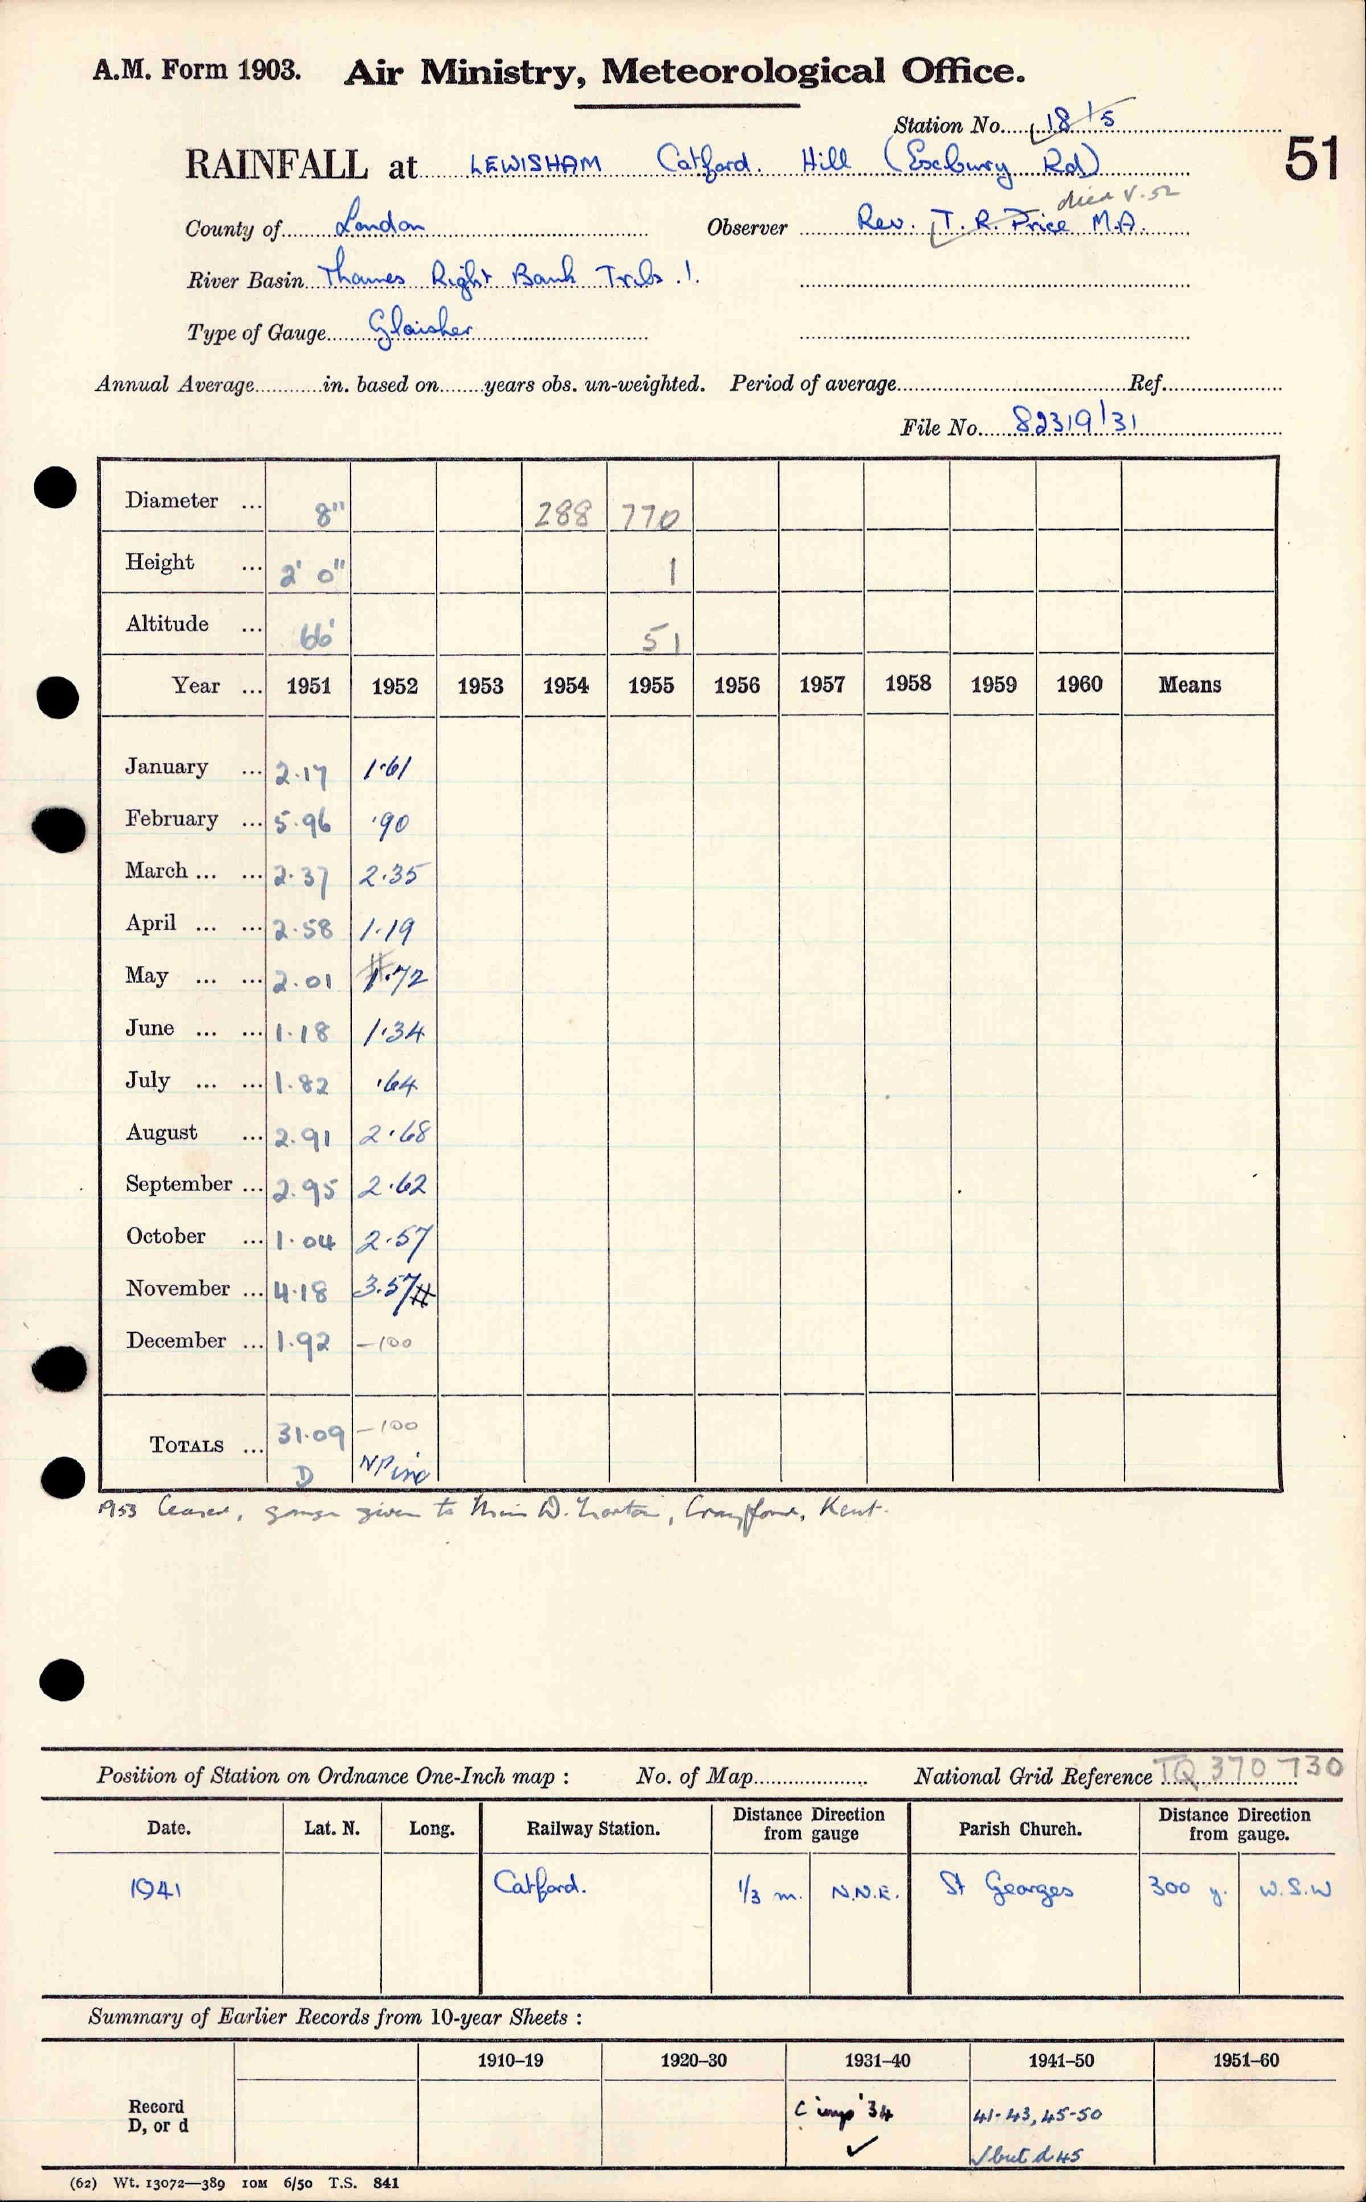 A.M. Form 1903. Air Ministry, Meteorological Office.
Station No. 18/5
RAINFALL at LEWISHAM Catford Hill (Exbury Rd)
51
died V.52
County of London Observer Rev. T. R. Price M.A.
River Basin Thames Right Bank Tribs. 1.
Type of Gauge Glaisher
Annual Average in. based on years obs. un-weighted. Period of average Ref.
File No. 82319/31
Diameter ... 8" 288 770
Height ... 2' 0" 1
Altitude ... 66' 51
Year ... 1951 1952 1953 1954 1955 1956 1957 1958 1959 1960 Means
January ... 2.17 1.61
February ... 5.96 .90
March ... ... 2.37 2.35
April ... ... 2.58 1.19
May ... ... 2.01 #1.72
June ... ... 1.18 1.34
July ... ... 1.82 .64
August ... 2.91 2.68
September ... 2.95 2.62
October ... 1.04 2.57
November ... 4.18 3.57#
December ... 1.92 —100
TOTALS ... 31.09 —100
D NP inc
1953 Ceased, gauge given to Miss D. Norton, Crayford, Kent.
Position of Station on Ordnance One-Inch map : No. of Map National Grid Reference TQ 370 730
Date. Lat. N. Long. Railway Station. Distance Direction from gauge Parish Church. Distance Direction from gauge.
1941 Catford. 1/3 m. N.N.E. St Georges 300 y. W.S.W
Summary of Earlier Records from 10-year Sheets :
1910–19 1920–30 1931–40 1941–50 1951–60
Record D, or d C '34 41-43, 45-50
✓ ✓ but d 45
(62) Wt. 13072—389 10M 6/50 T.S. 841